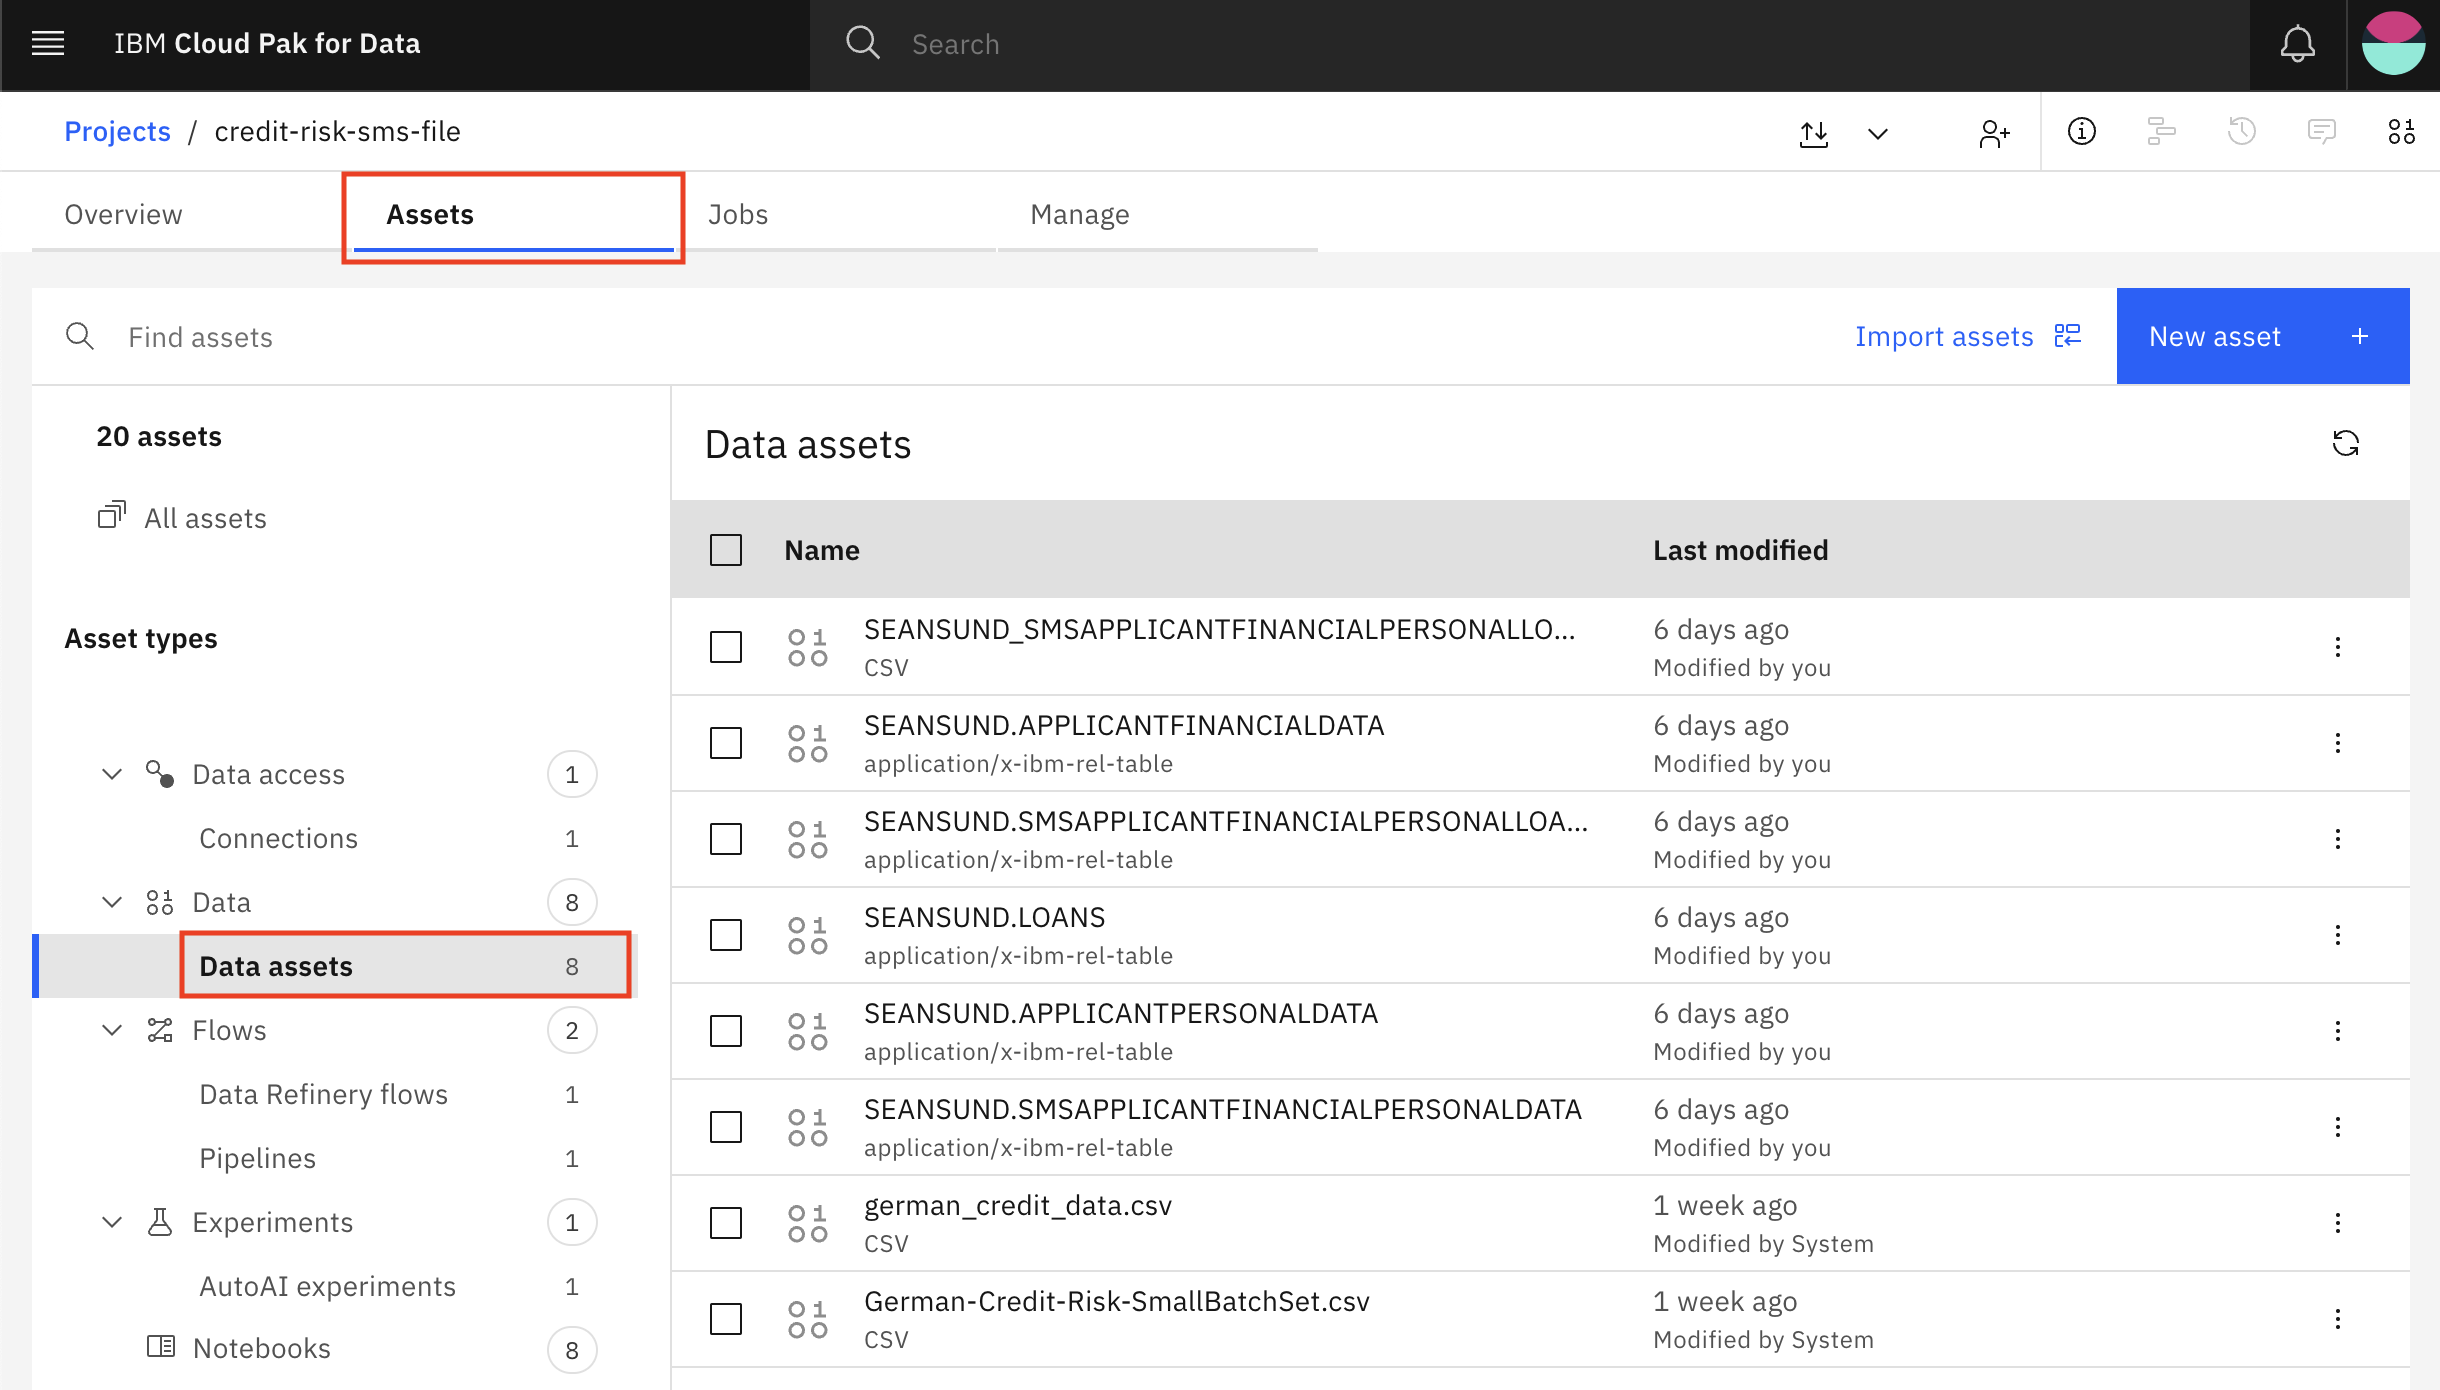 IBM Cloud Pak for Data
Search
Projects / credit-risk-sms-file
Overview
Assets
Jobs
Manage
Find assets
Import assets
New asset +
20 assets
All assets
Asset types
Data access 1
Connections 1
Data 8
Data assets 8
Flows 2
Data Refinery flows 1
Pipelines 1
Experiments 1
AutoAI experiments 1
Notebooks 8
Data assets
Name Last modified
SEANSUND_SMSAPPLICANTFINANCIALPERSONALLO... 6 days ago
CSV Modified by you
SEANSUND.APPLICANTFINANCIALDATA 6 days ago
application/x-ibm-rel-table Modified by you
SEANSUND.SMSAPPLICANTFINANCIALPERSONALLOA... 6 days ago
application/x-ibm-rel-table Modified by you
SEANSUND.LOANS 6 days ago
application/x-ibm-rel-table Modified by you
SEANSUND.APPLICANTPERSONALDATA 6 days ago
application/x-ibm-rel-table Modified by you
SEANSUND.SMSAPPLICANTFINANCIALPERSONALDATA 6 days ago
application/x-ibm-rel-table Modified by you
german_credit_data.csv 1 week ago
CSV Modified by System
German-Credit-Risk-SmallBatchSet.csv 1 week ago
CSV Modified by System